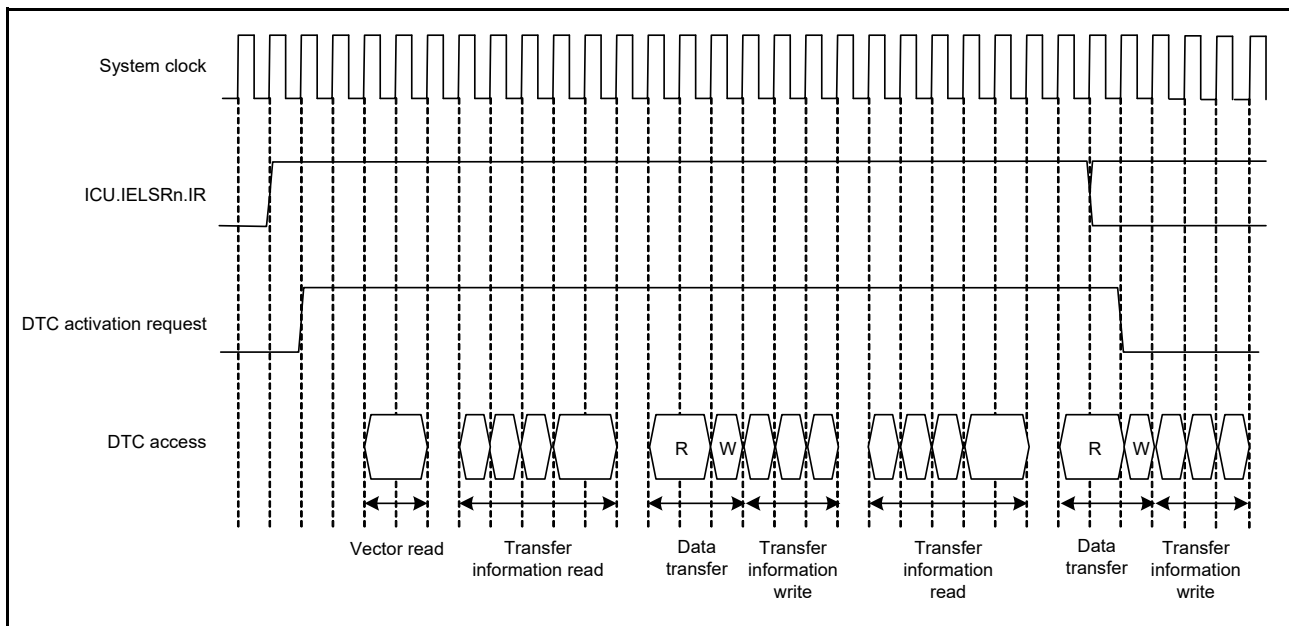 System clock
ICU.IELSRn.IR
DTC activation request
DTC access
R
W
R
W
Vector read
Transfer
information read
Data
transfer
Transfer
information
write
Transfer
information
read
Data
transfer
Transfer
information
write